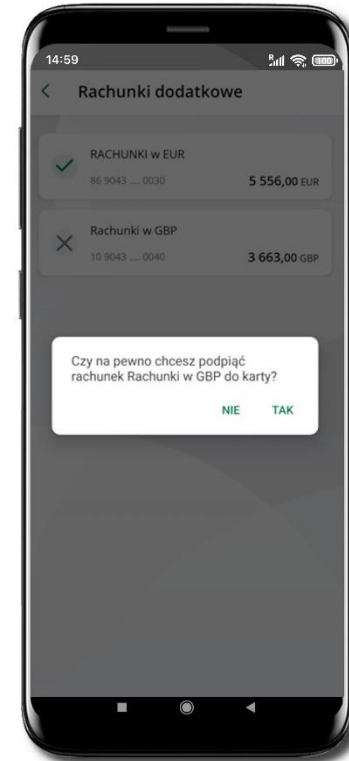 14:59
Rachunki dodatkowe
RACHUNKI w EUR
86 9043 .... 0030
5 556,00 EUR
Rachunki w GBP
10 9043 .... 0040
3 663,00 GBP
Czy na pewno chcesz podpiąć
rachunek Rachunki w GBP do karty?
NIE TAK